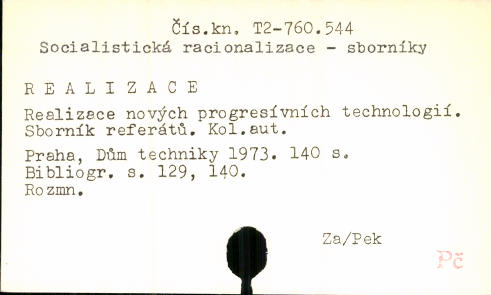 Čís.kn. T2-760.544
Socialistická racionalizace - sborníky
R E A L I Z A C E
Realizace nových progresívních technologií.
Sborník referátů. Kol.aut.
Praha, Dům techniky 1973. 140 s.
Bibliogr. s. 129, 140.
Rozmn.
Za/Pek
Pč